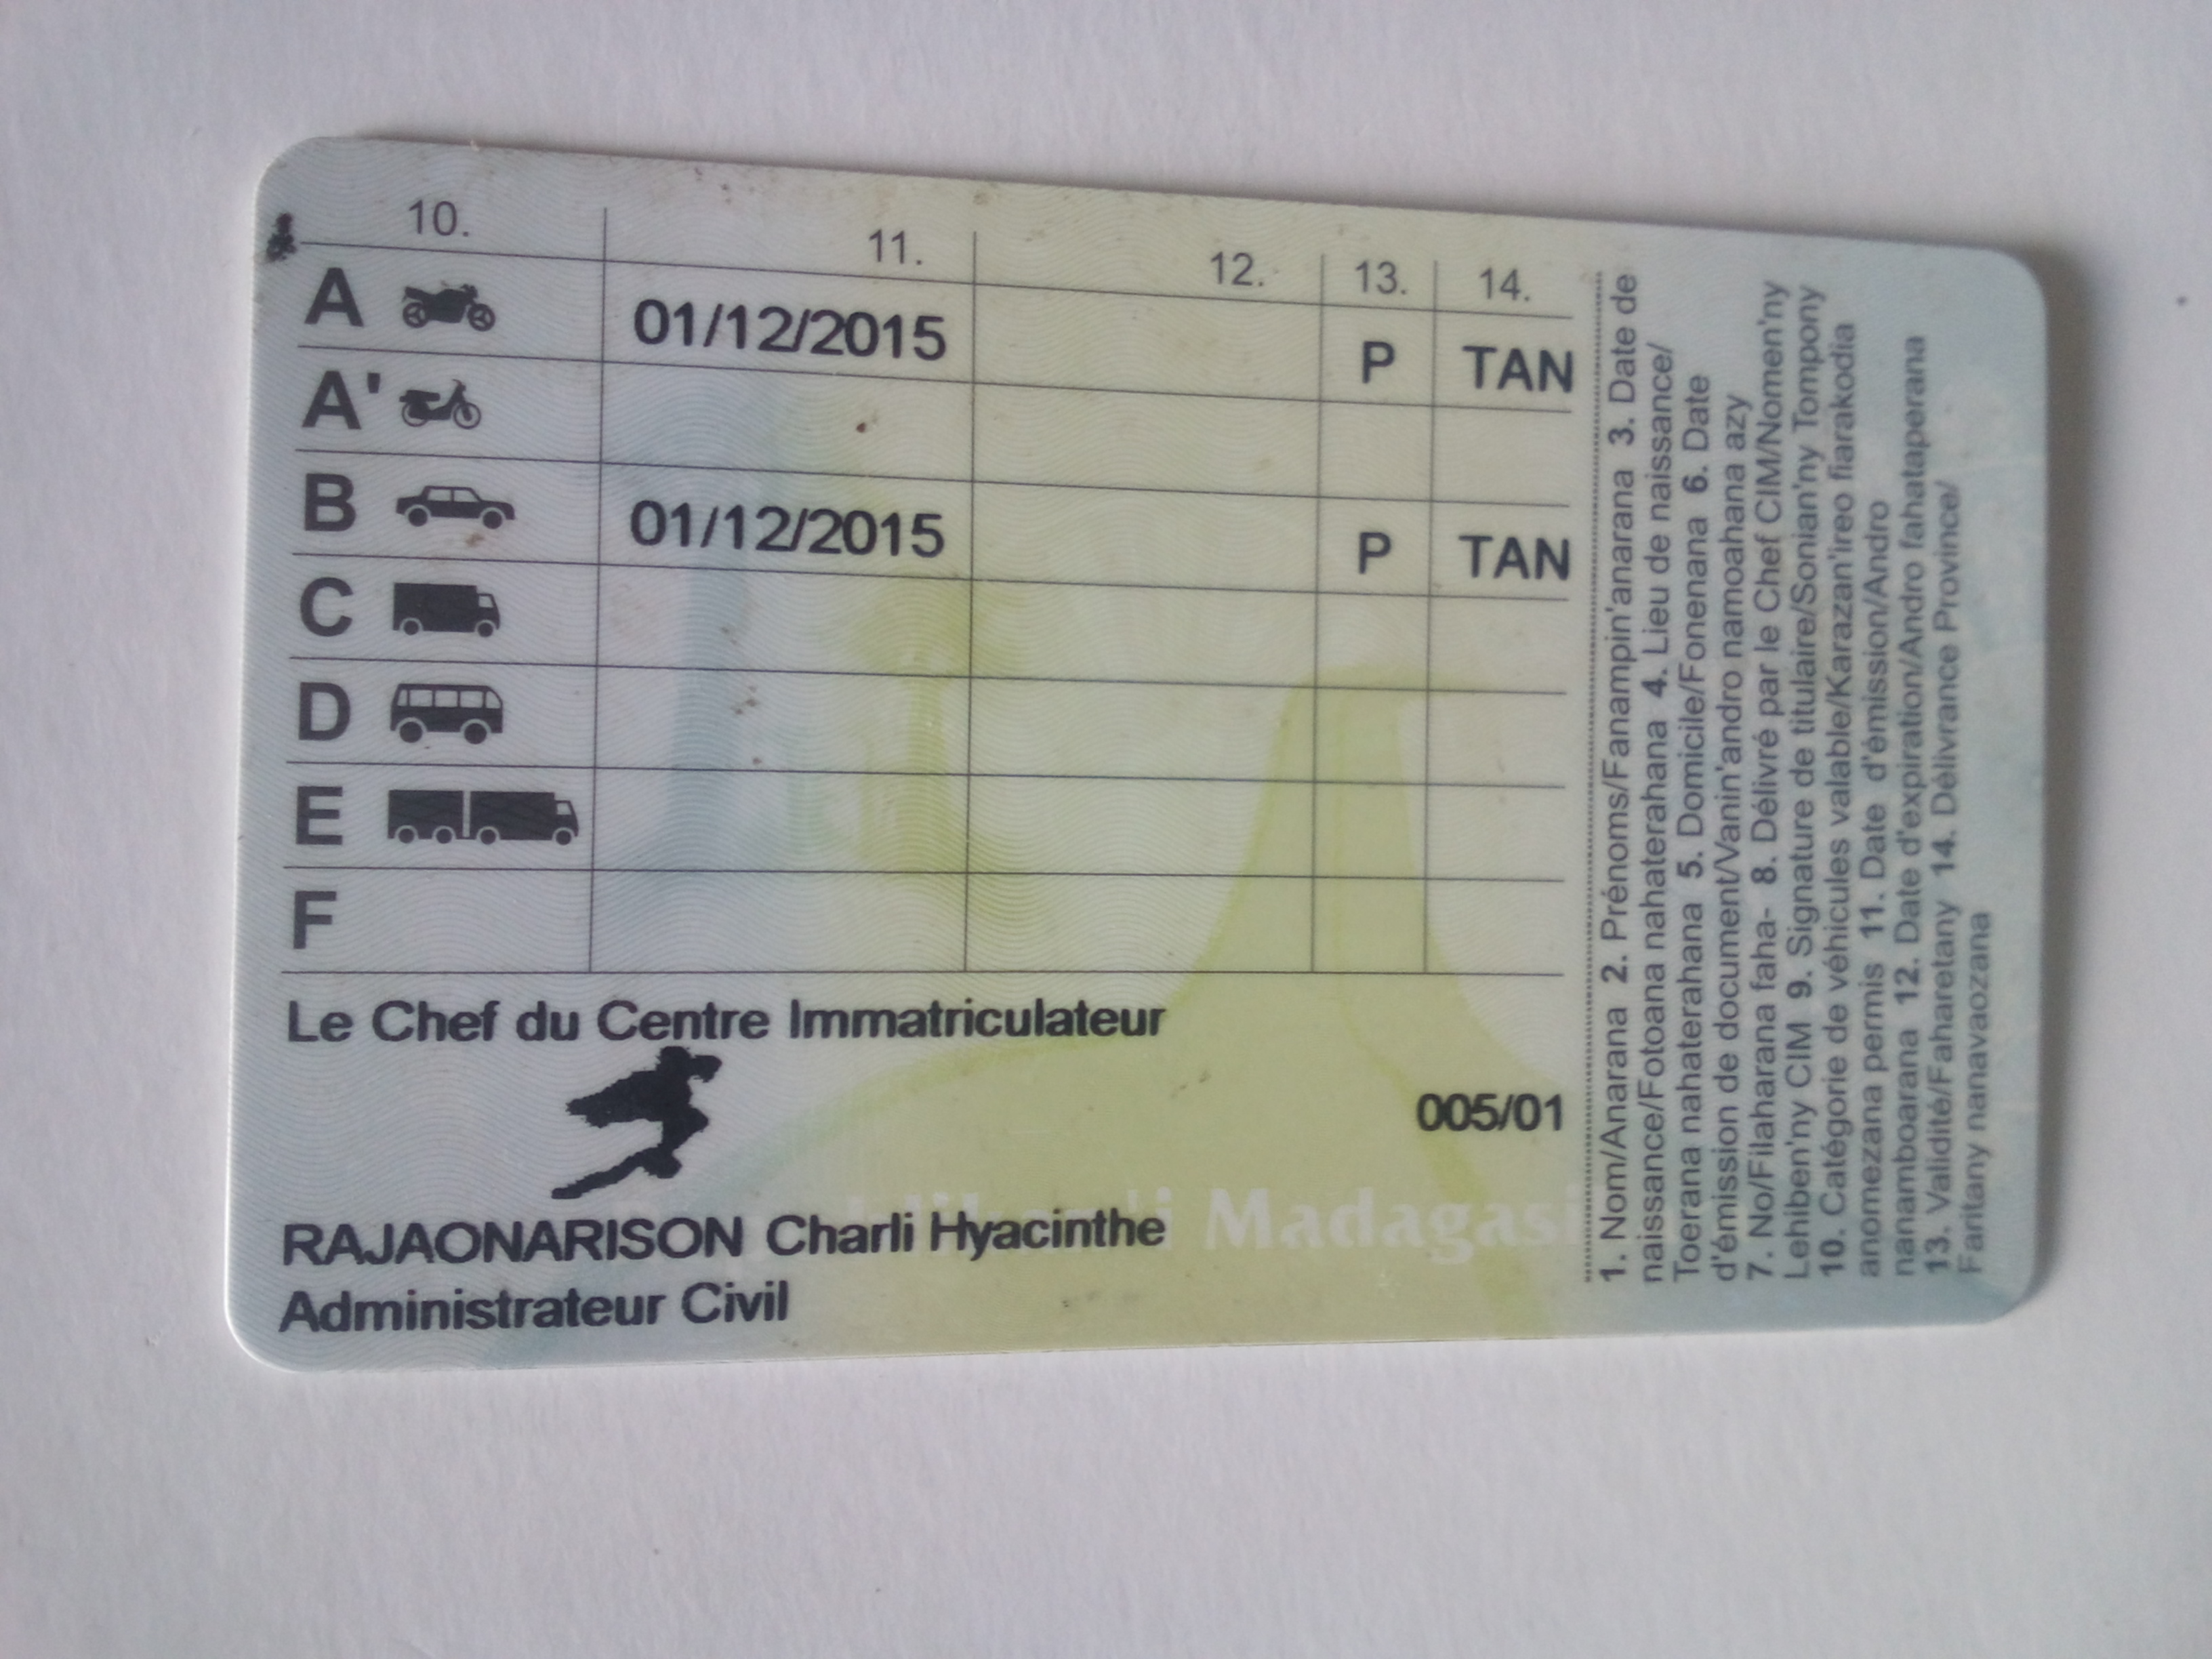 10. 11. 12. 13. 14.
A 01/12/2015 P TAN
A'
B 01/12/2015 P TAN
C
D
E
F
Le Chef du Centre Immatriculateur
005/01
RAJAONARISON Charli Hyacinthe
Administrateur Civil
Madagasi
1. Nom/Anarana 2. Prénoms/Fanampin'anarana 3. Date de
naissance/Fotoana nahaterahana 4. Lieu de naissance/
Toerana nahaterahana 5. Domicile/Fonenana 6. Date
d'émission de document/Vanin'andro namoahana azy
7. No/Filaharana faha- 8. Délivré par le Chef CIM/Nomen'ny
Lehiben'ny CIM 9. Signature de titulaire/Sonian'ny Tompony
10. Catégorie de véhicules valable/Karazan'ireo fiarakodia
anomezana permis 11. Date d'émission/Andro
nanamboarana 12. Date d'expiration/Andro fahataperana
13. Validité/Faharetany 14. Délivrance Province/
Faritany nanavaozana